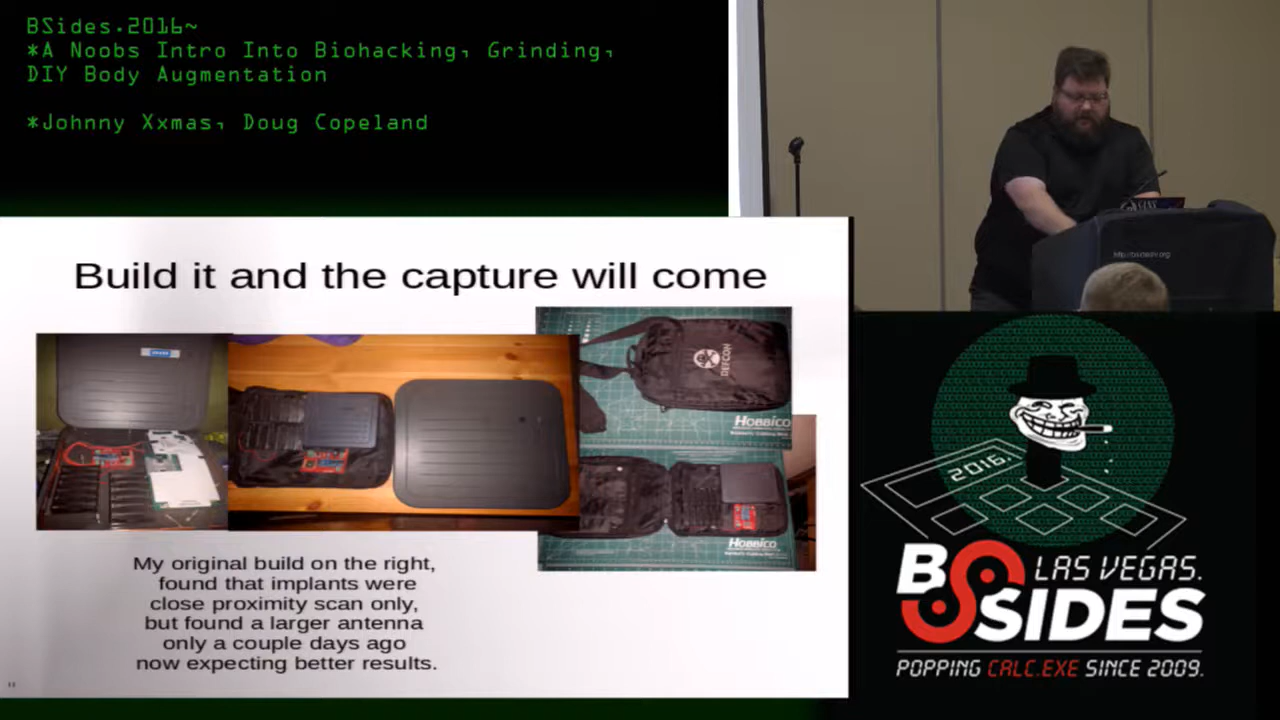 BSides.2016~
*A Noobs Intro Into Biohacking, Grinding,
DIY Body Augmentation
*Johnny Xxmas, Doug Copeland
http://bsideslv.org
Build it and the capture will come
DEFCON
HOBBICO
HOBBICO
My original build on the right,
found that implants were
close proximity scan only,
but found a larger antenna
only a couple days ago
now expecting better results.
2016.
BSIDES
LAS VEGAS.
POPPING CALC.EXE SINCE 2009.